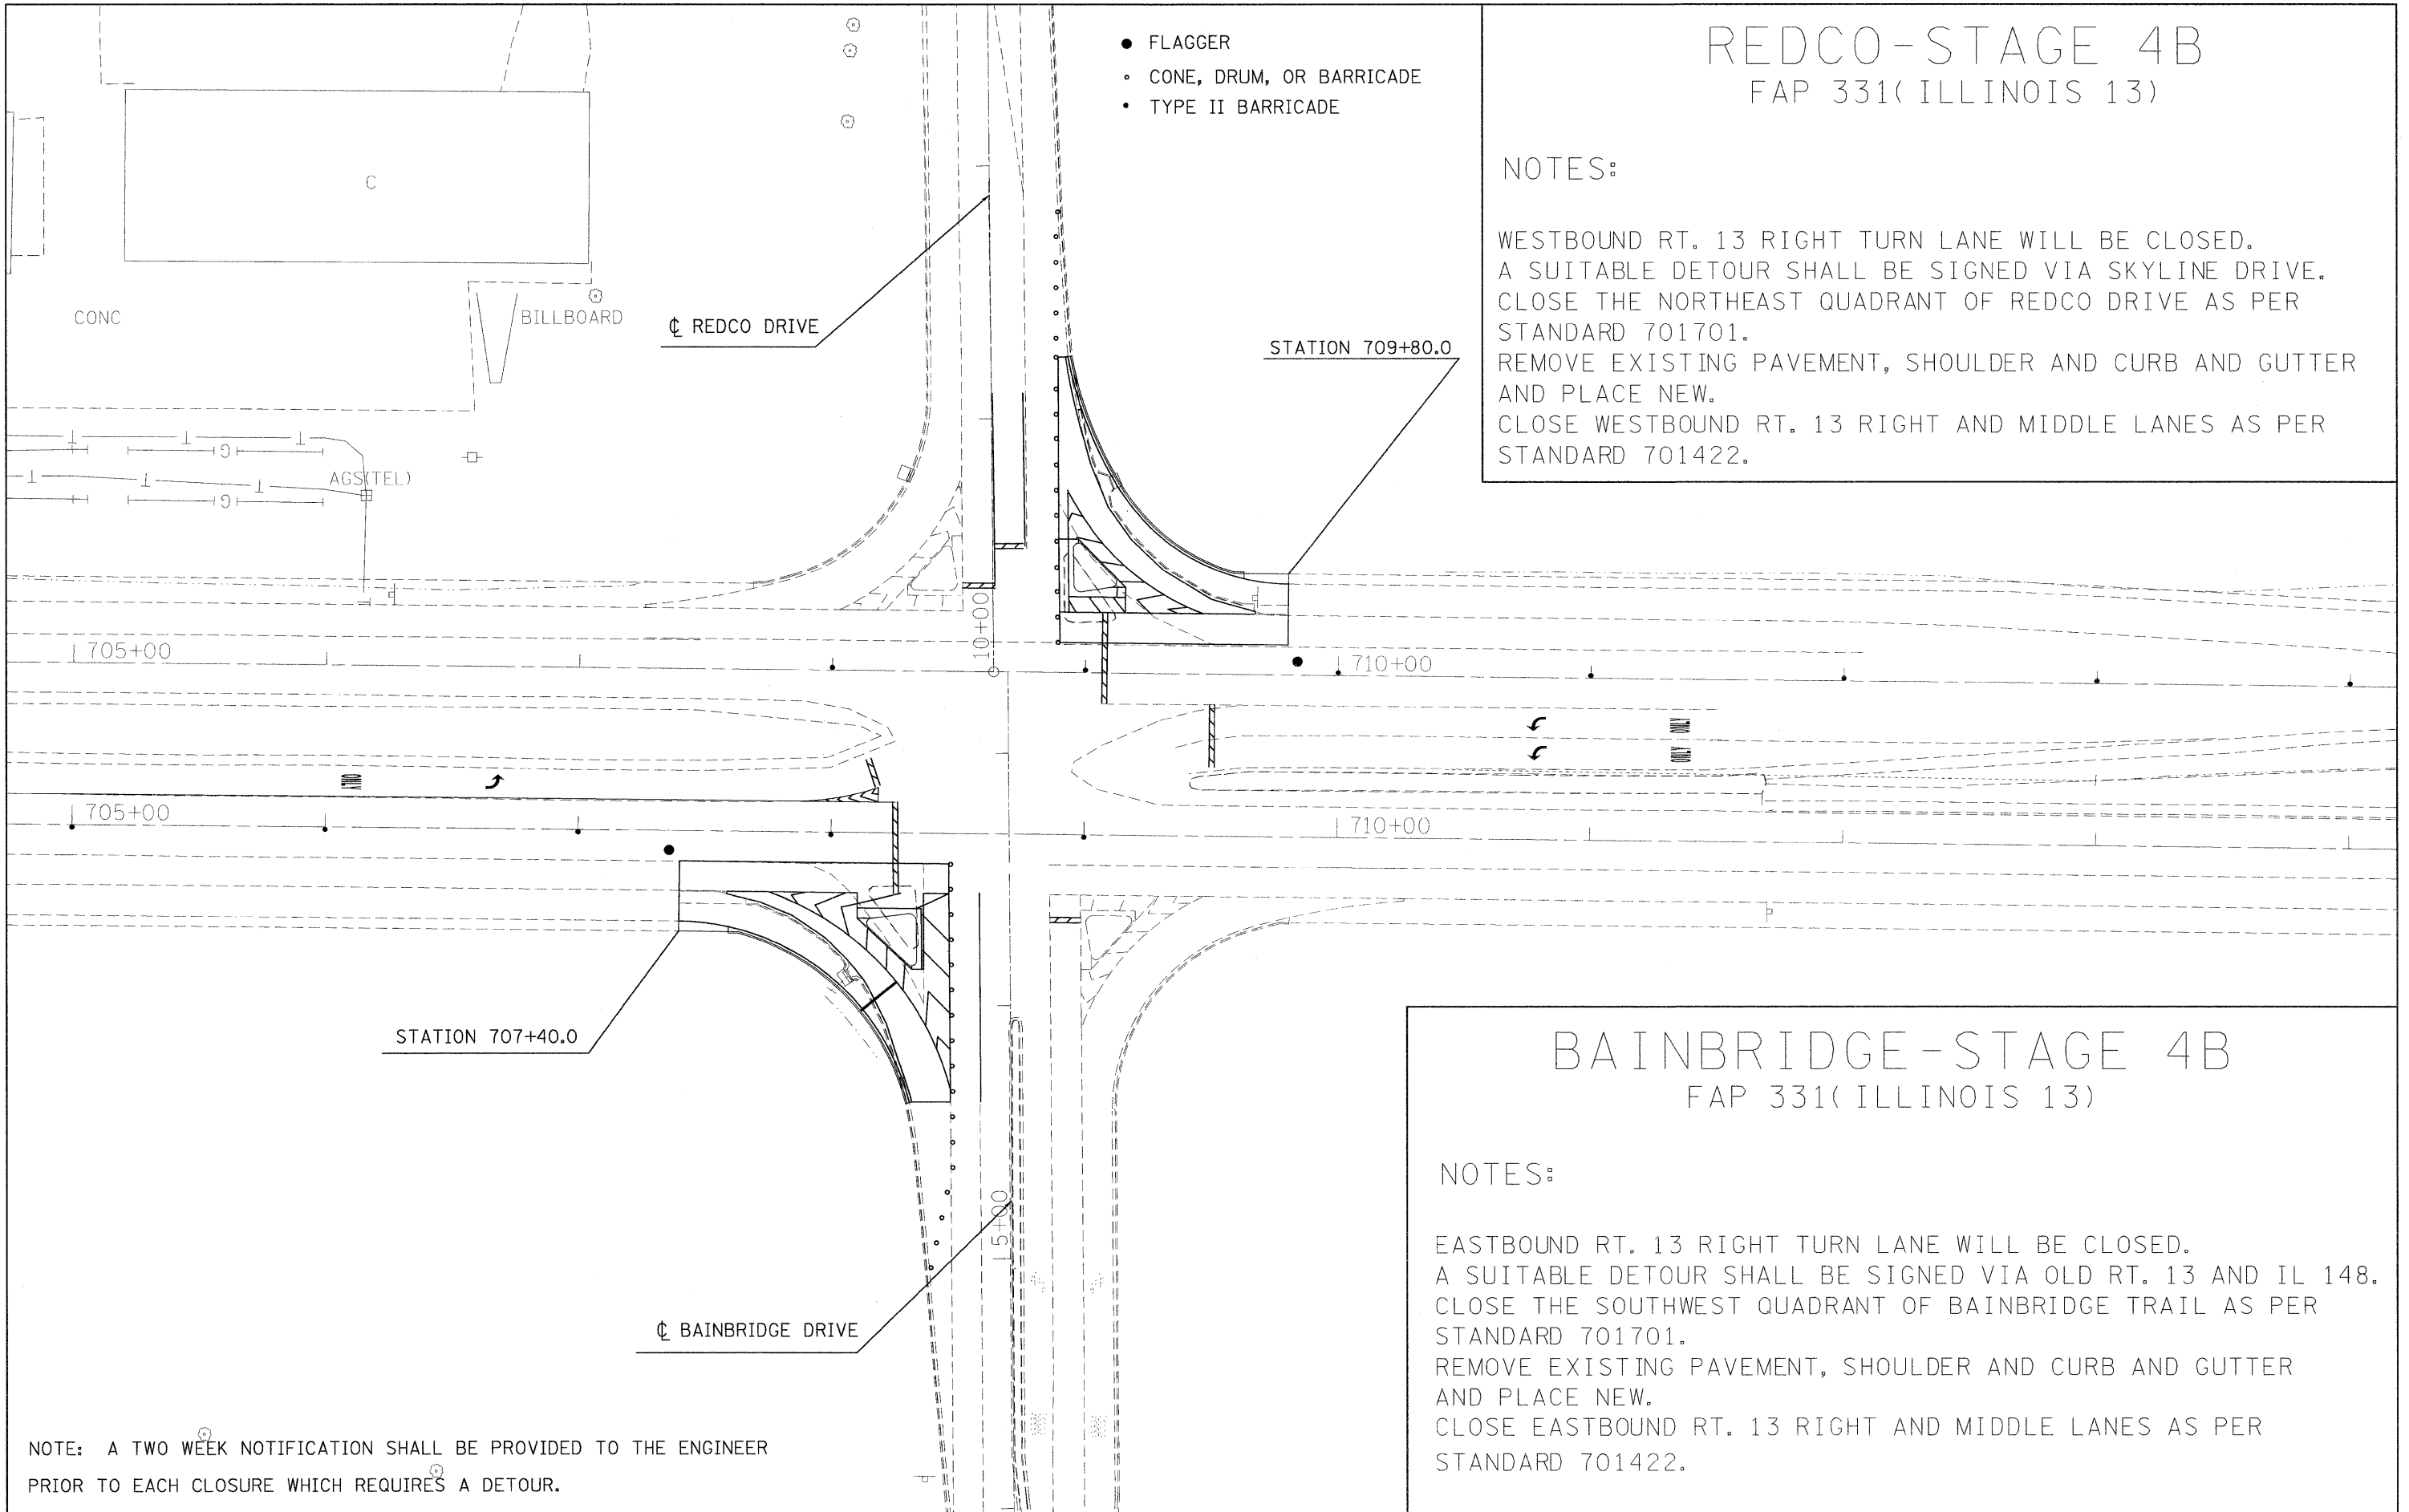 ● FLAGGER
∘ CONE, DRUM, OR BARRICADE
• TYPE II BARRICADE
REDCO-STAGE 4B
FAP 331( ILLINOIS 13)
NOTES:
WESTBOUND RT. 13 RIGHT TURN LANE WILL BE CLOSED.
A SUITABLE DETOUR SHALL BE SIGNED VIA SKYLINE DRIVE.
CLOSE THE NORTHEAST QUADRANT OF REDCO DRIVE AS PER
STANDARD 701701.
REMOVE EXISTING PAVEMENT, SHOULDER AND CURB AND GUTTER
AND PLACE NEW.
CLOSE WESTBOUND RT. 13 RIGHT AND MIDDLE LANES AS PER
STANDARD 701422.
C
CONC
BILLBOARD
℄ REDCO DRIVE
STATION 709+80.0
G
AGS(TEL)
G
10+00
705+00
710+00
ONLY
ONLY
705+00
710+00
STATION 707+40.0
15+00
℄ BAINBRIDGE DRIVE
BAINBRIDGE-STAGE 4B
FAP 331( ILLINOIS 13)
NOTES:
EASTBOUND RT. 13 RIGHT TURN LANE WILL BE CLOSED.
A SUITABLE DETOUR SHALL BE SIGNED VIA OLD RT. 13 AND IL 148.
CLOSE THE SOUTHWEST QUADRANT OF BAINBRIDGE TRAIL AS PER
STANDARD 701701.
REMOVE EXISTING PAVEMENT, SHOULDER AND CURB AND GUTTER
AND PLACE NEW.
CLOSE EASTBOUND RT. 13 RIGHT AND MIDDLE LANES AS PER
STANDARD 701422.
NOTE: A TWO WEEK NOTIFICATION SHALL BE PROVIDED TO THE ENGINEER
PRIOR TO EACH CLOSURE WHICH REQUIRES A DETOUR.